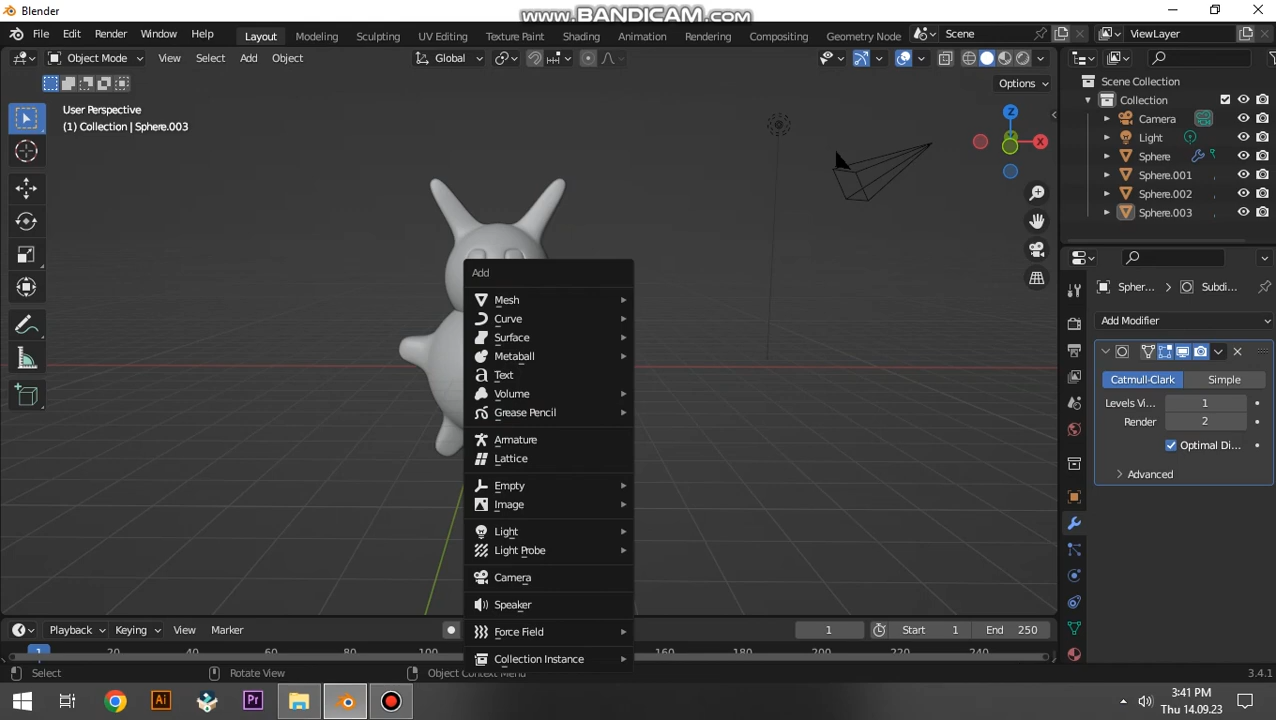 Blender
www.BANDICAM.com
File Edit Render Window Help
Layout Modeling Sculpting UV Editing Texture Paint Shading Animation Rendering Compositing Geometry Node
Scene
ViewLayer
Object Mode
View Select Add Object
Global
Options
User Perspective
(1) Collection | Sphere.003
Z
X
Scene Collection
Collection
Camera
Light
Sphere
Sphere.001
Sphere.002
Sphere.003
Spher...
Subdi...
Add Modifier
Catmull-Clark Simple
Levels Vi... 1
Render 2
Optimal Di...
Advanced
Add
Mesh
Curve
Surface
Metaball
Text
Volume
Grease Pencil
Armature
Lattice
Empty
Image
Light
Light Probe
Camera
Speaker
Force Field
Collection Instance
Playback Keying View Marker
1
Start 1
End 250
1 20 40 60 80 100 160 180 200 220 240
Select
Rotate View
Object Context Menu
3.4.1
Ai
Pr
3:41 PM
Thu 14.09.23